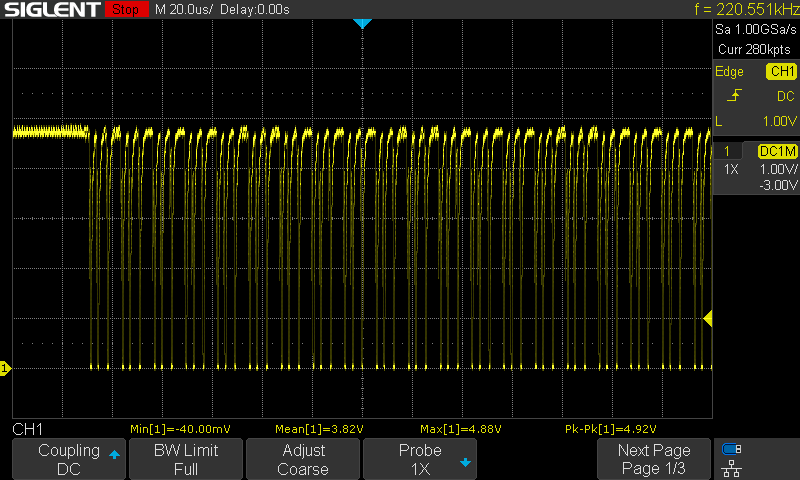 SIGLENT Stop M 20.0us/ Delay:0.00s f = 220.551kHz
Sa 1.00GSa/s
Curr 280kpts
Edge CH1
DC
L 1.00V
1 DC1M
1X 1.00V/
-3.00V
1
CH1 Min[1]=-40.00mV Mean[1]=3.82V Max[1]=4.88V Pk-Pk[1]=4.92V
Coupling BW Limit Adjust Probe Next Page
DC Full Coarse 1X Page 1/3